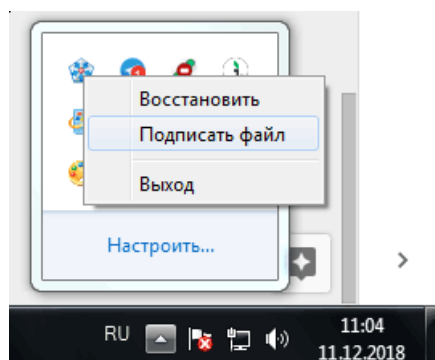 Восстановить
Подписать файл
Выход
Настроить...
RU
11:04
11.12.2018